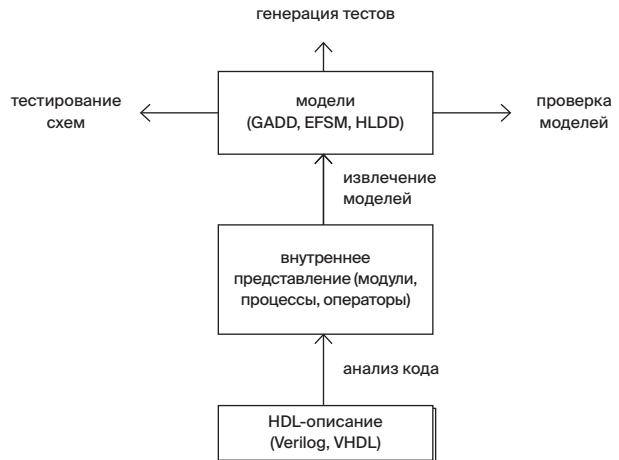 генерация тестов
тестирование
схем
модели
(GADD, EFSM, HLDD)
проверка
моделей
извлечение
моделей
внутреннее
представление (модули,
процессы, операторы)
анализ кода
HDL-описание
(Verilog, VHDL)